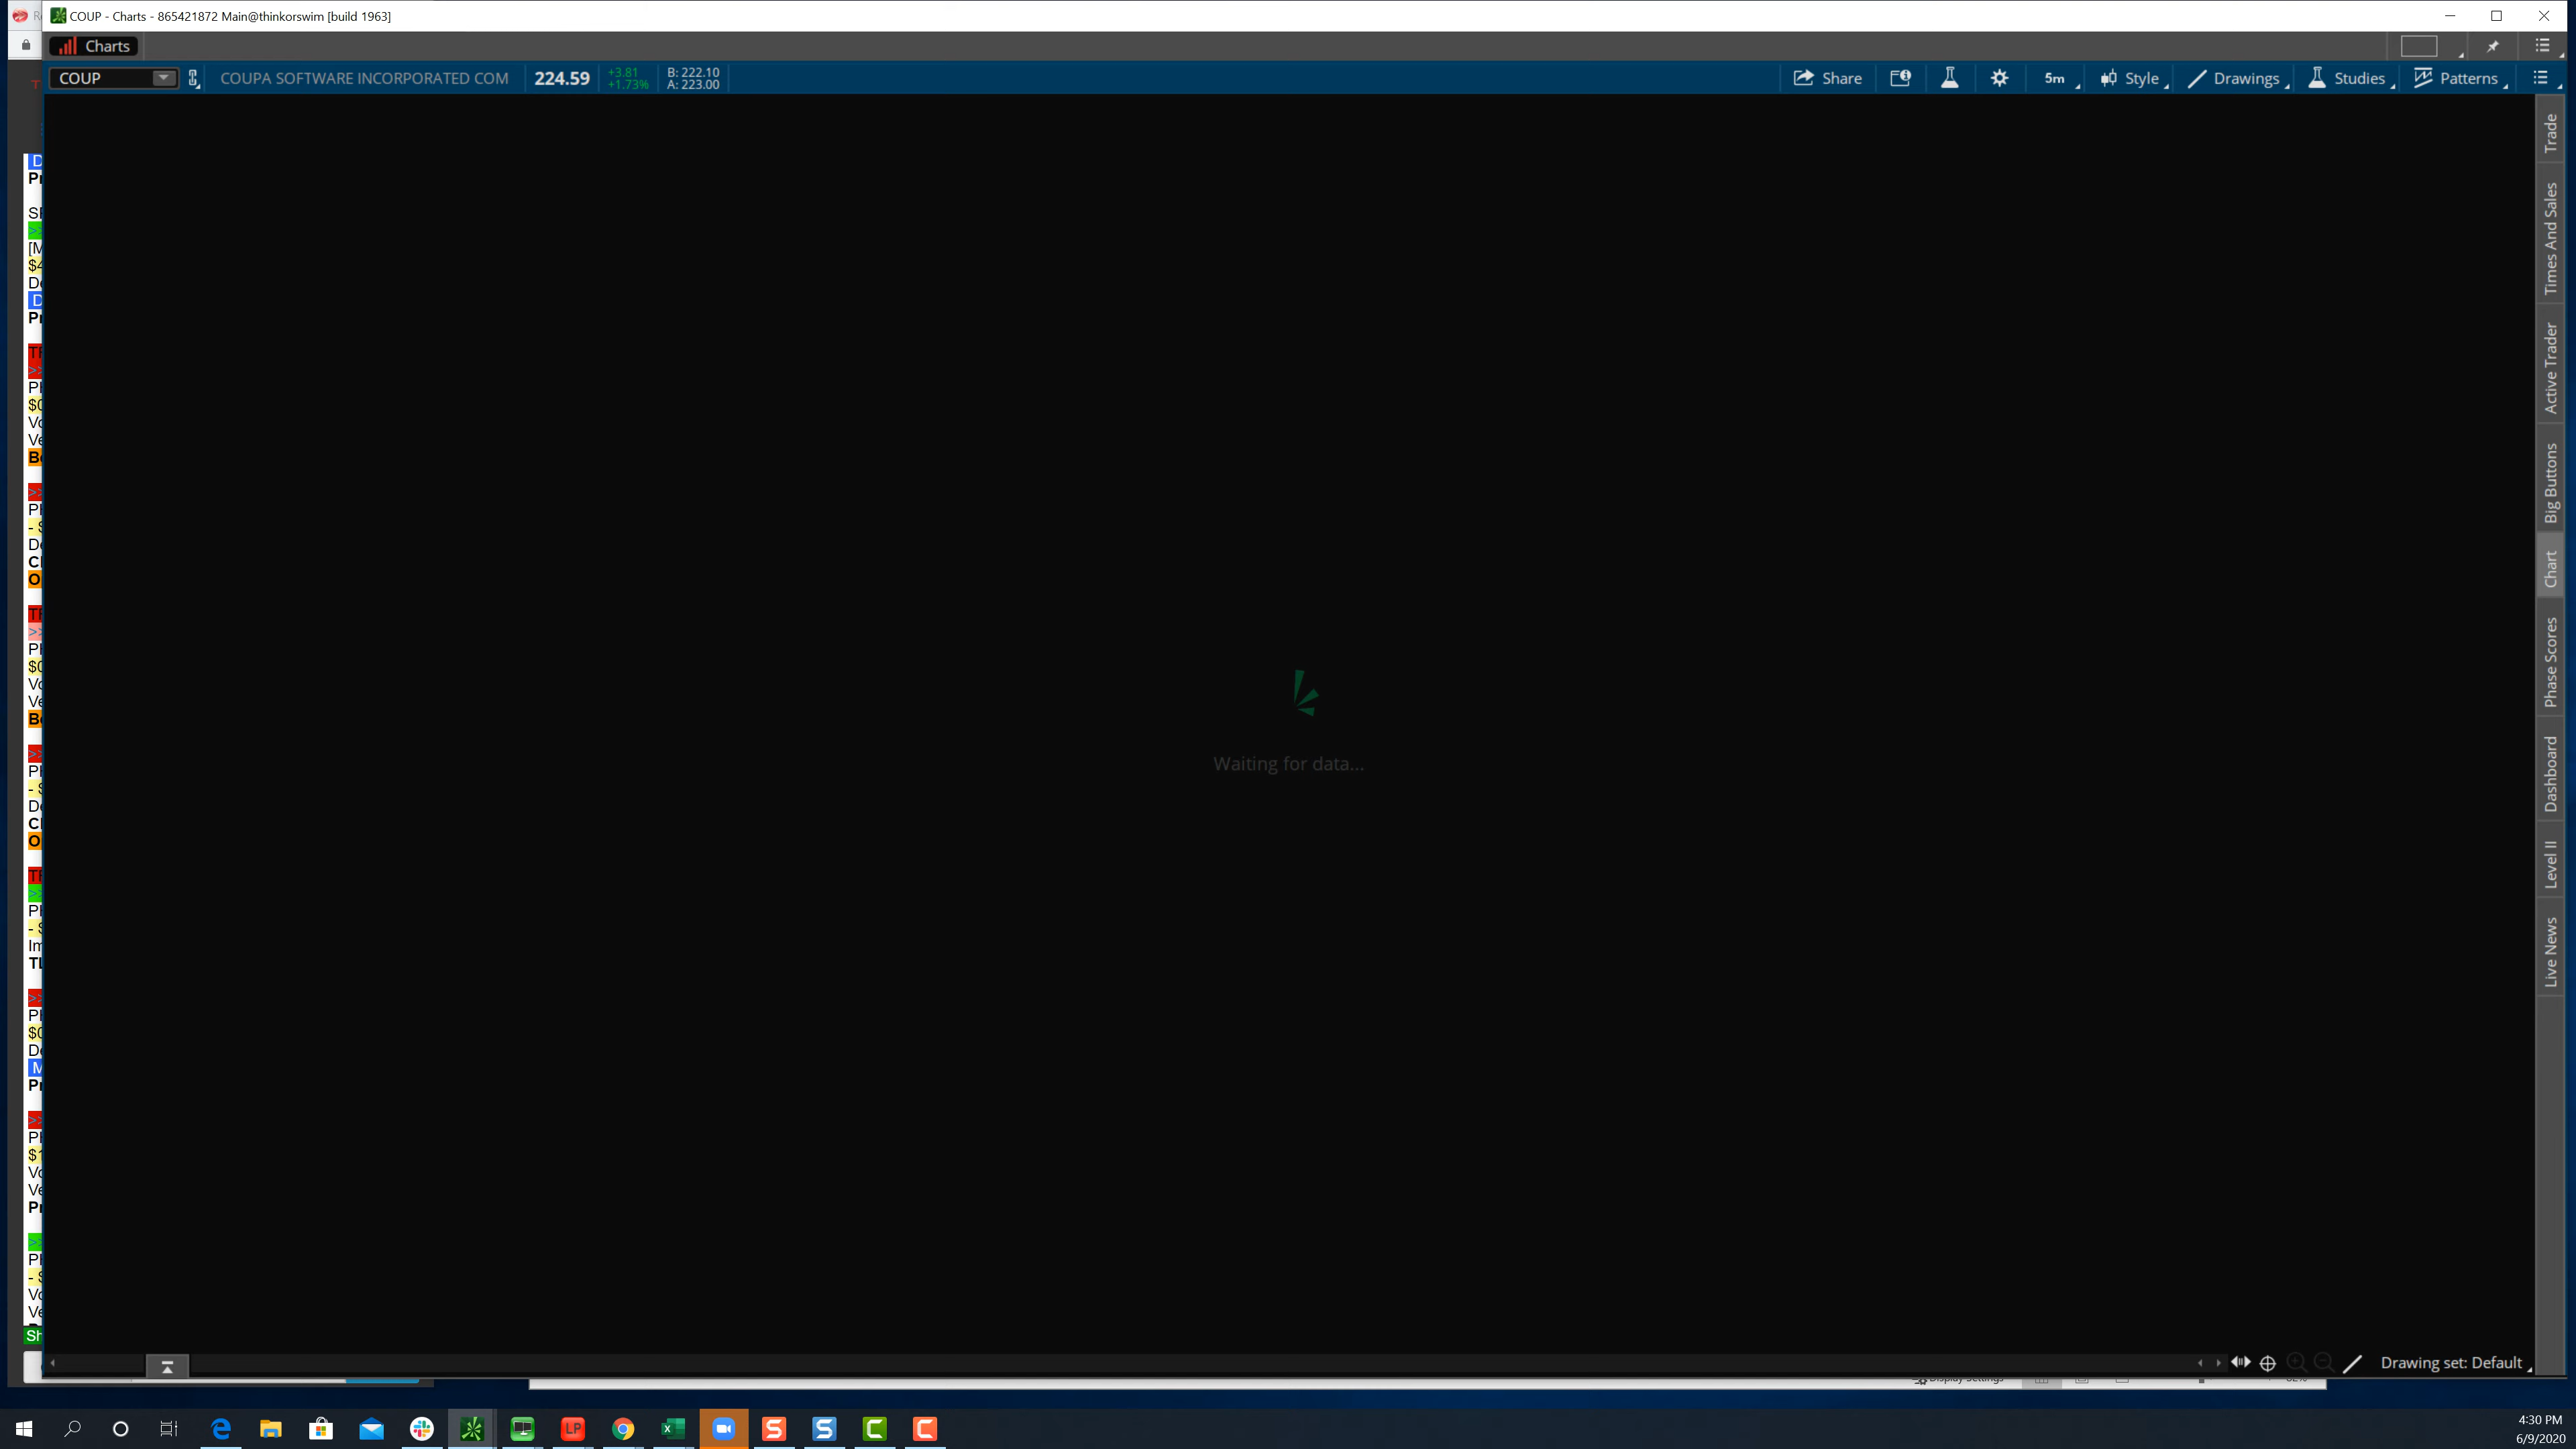 COUP - Charts - 865421872 Main@thinkorswim [build 1963]
Charts
COUP
COUPA SOFTWARE INCORPORATED COM
224.59
+3.81
+1.73%
B: 222.10
A: 223.00
Share
5m
Style
Drawings
Studies
Patterns
Trade
Times And Sales
Active Trader
Big Buttons
Chart
Phase Scores
Dashboard
Level II
Live News
Waiting for data...
Drawing set: Default
4:30 PM
6/9/2020